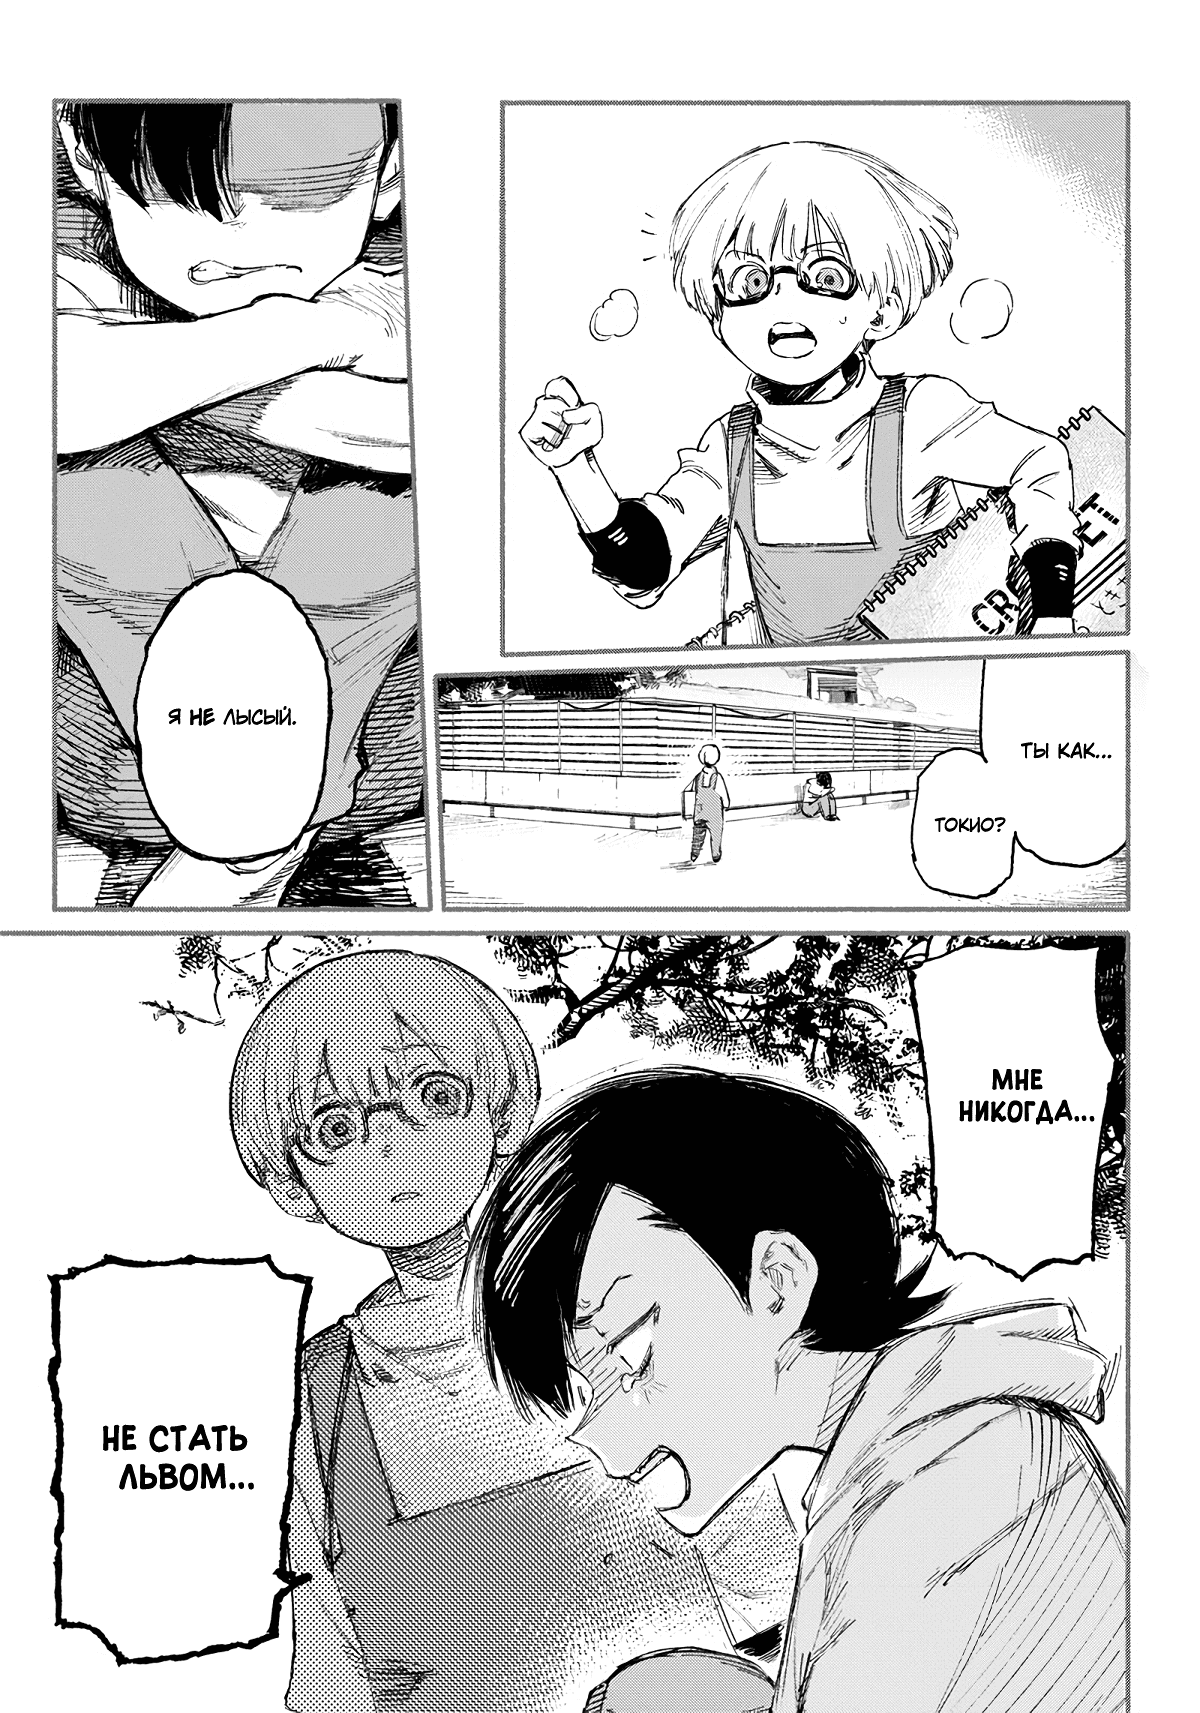 ТЫ КАК...
ТОКИО?
Я НЕ ЛЫСЫЙ.
МНЕ
НИКОГДА...
НЕ СТАТЬ
ЛЬВОМ...